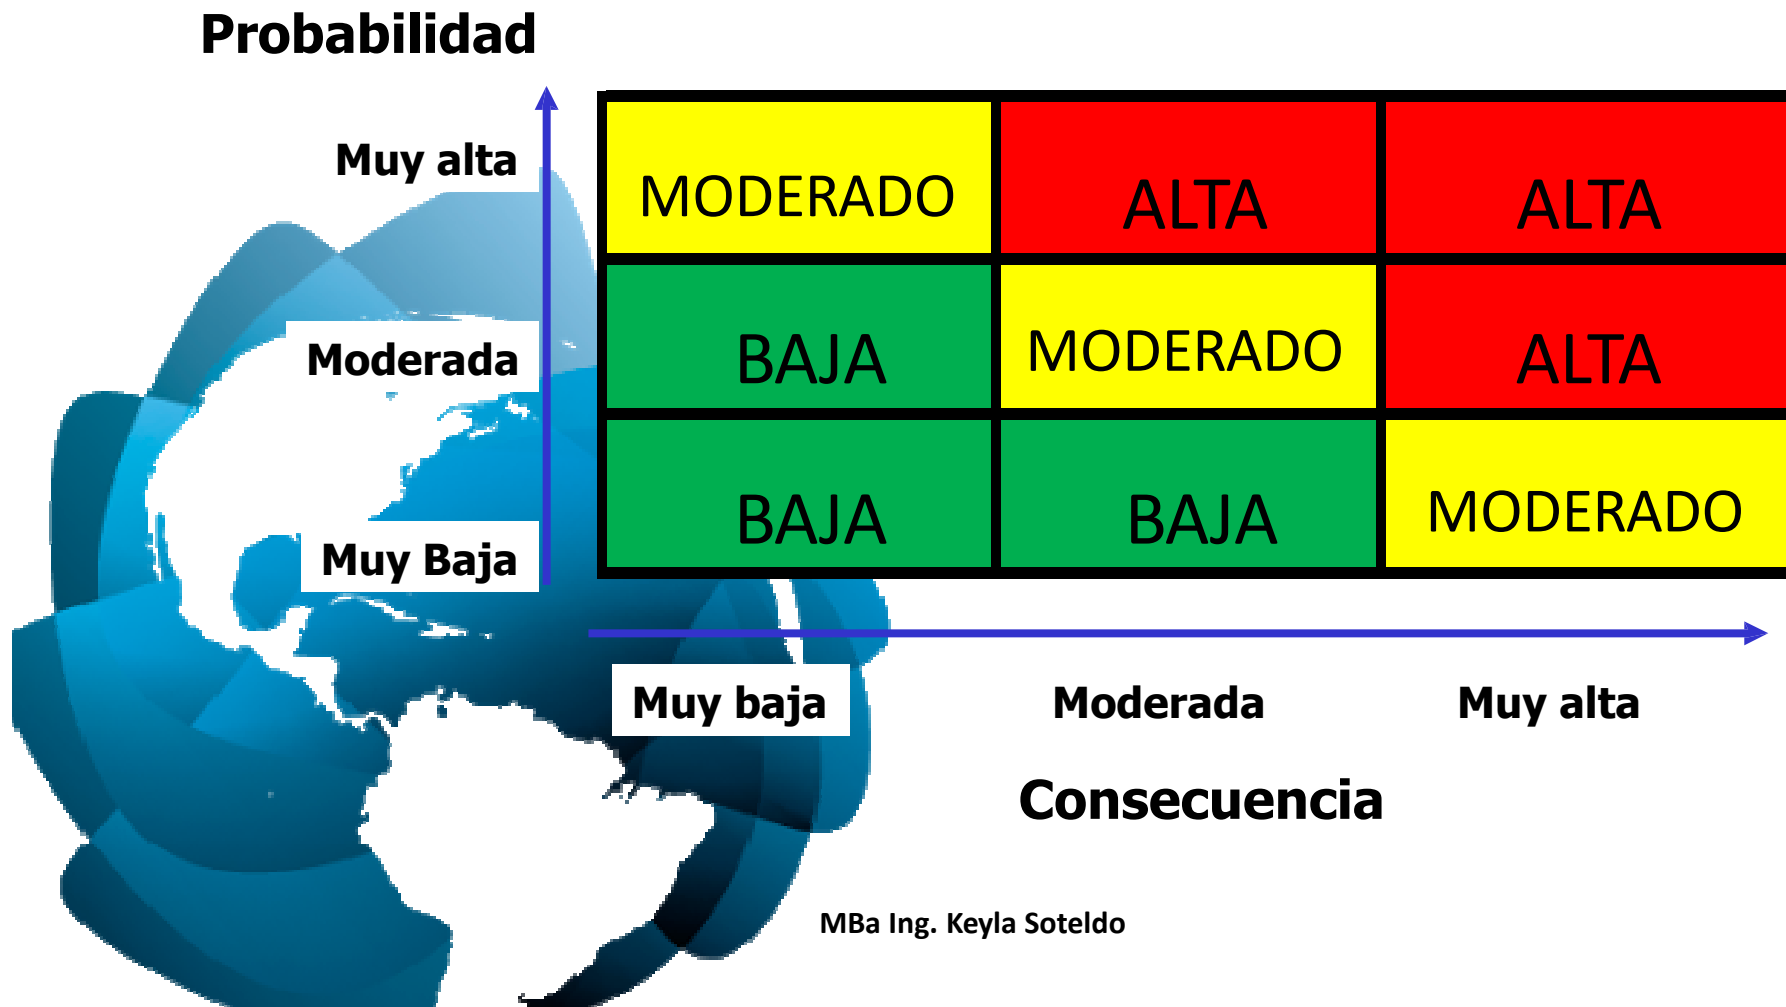 Probabilidad
Muy alta
MODERADO ALTA ALTA
Moderada
BAJA MODERADO ALTA
Muy Baja
BAJA BAJA MODERADO
Muy baja Moderada Muy alta
Consecuencia
MBa Ing. Keyla Soteldo